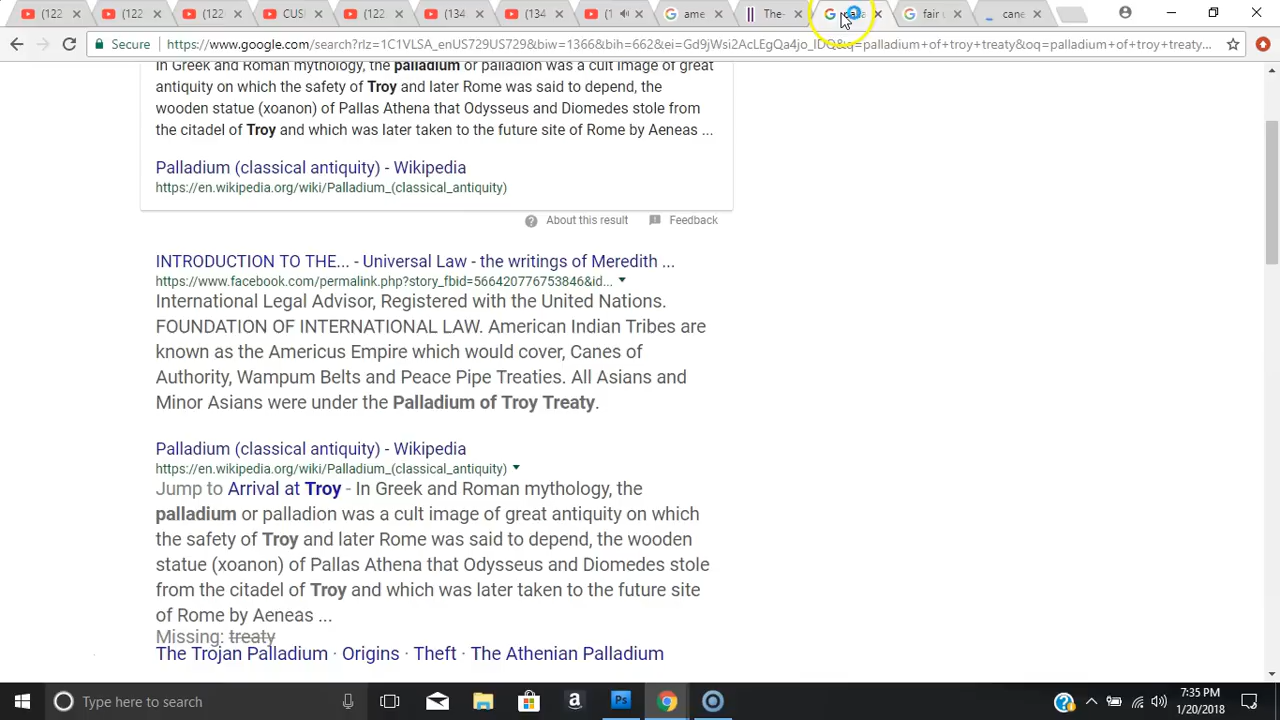 (122
(122
(122
CUS
(122
(134
(134
(1
ame
The
pall
fair
cane
Secure https://www.google.com/search?rlz=1C1VLSA_enUS729US729&biw=1366&bih=662&ei=Gd9jWsi2AcLEgQa4jo_IDQ&q=palladium+of+troy+treaty&oq=palladium+of+troy+treaty...
In Greek and Roman mythology, the palladium or palladion was a cult image of great
antiquity on which the safety of Troy and later Rome was said to depend, the
wooden statue (xoanon) of Pallas Athena that Odysseus and Diomedes stole from
the citadel of Troy and which was later taken to the future site of Rome by Aeneas ...
Palladium (classical antiquity) - Wikipedia
https://en.wikipedia.org/wiki/Palladium_(classical_antiquity)
About this result Feedback
INTRODUCTION TO THE... - Universal Law - the writings of Meredith ...
https://www.facebook.com/permalink.php?story_fbid=566420776753846&id...
International Legal Advisor, Registered with the United Nations.
FOUNDATION OF INTERNATIONAL LAW. American Indian Tribes are
known as the Americus Empire which would cover, Canes of
Authority, Wampum Belts and Peace Pipe Treaties. All Asians and
Minor Asians were under the Palladium of Troy Treaty.
Palladium (classical antiquity) - Wikipedia
https://en.wikipedia.org/wiki/Palladium_(classical_antiquity)
Jump to Arrival at Troy - In Greek and Roman mythology, the
palladium or palladion was a cult image of great antiquity on which
the safety of Troy and later Rome was said to depend, the wooden
statue (xoanon) of Pallas Athena that Odysseus and Diomedes stole
from the citadel of Troy and which was later taken to the future site
of Rome by Aeneas ...
Missing: treaty
The Trojan Palladium · Origins · Theft · The Athenian Palladium
Type here to search
7:35 PM
1/20/2018